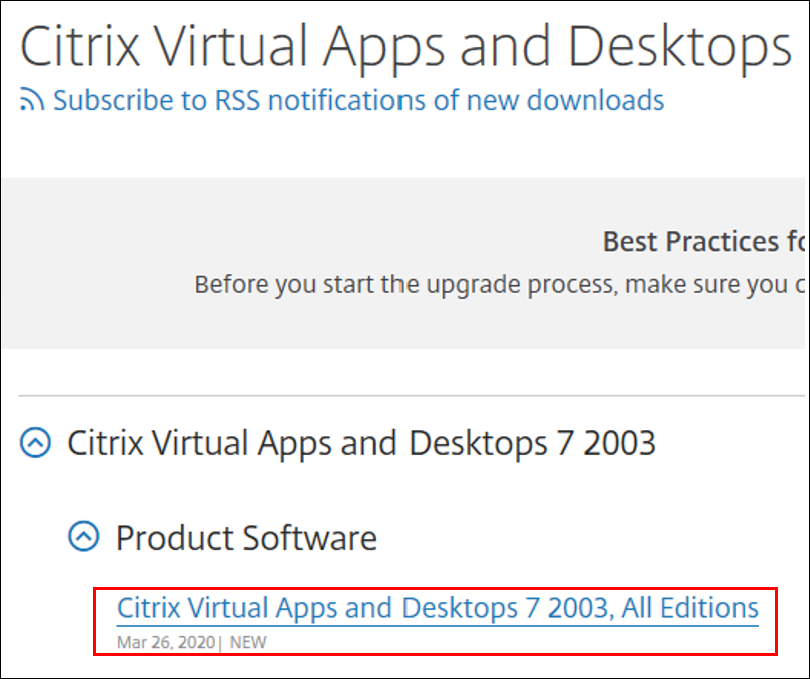 Citrix Virtual Apps and Desktops
Subscribe to RSS notifications of new downloads
Best Practices fo
Before you start the upgrade process, make sure you c
Citrix Virtual Apps and Desktops 7 2003
Product Software
Citrix Virtual Apps and Desktops 7 2003, All Editions
Mar 26, 2020 | NEW